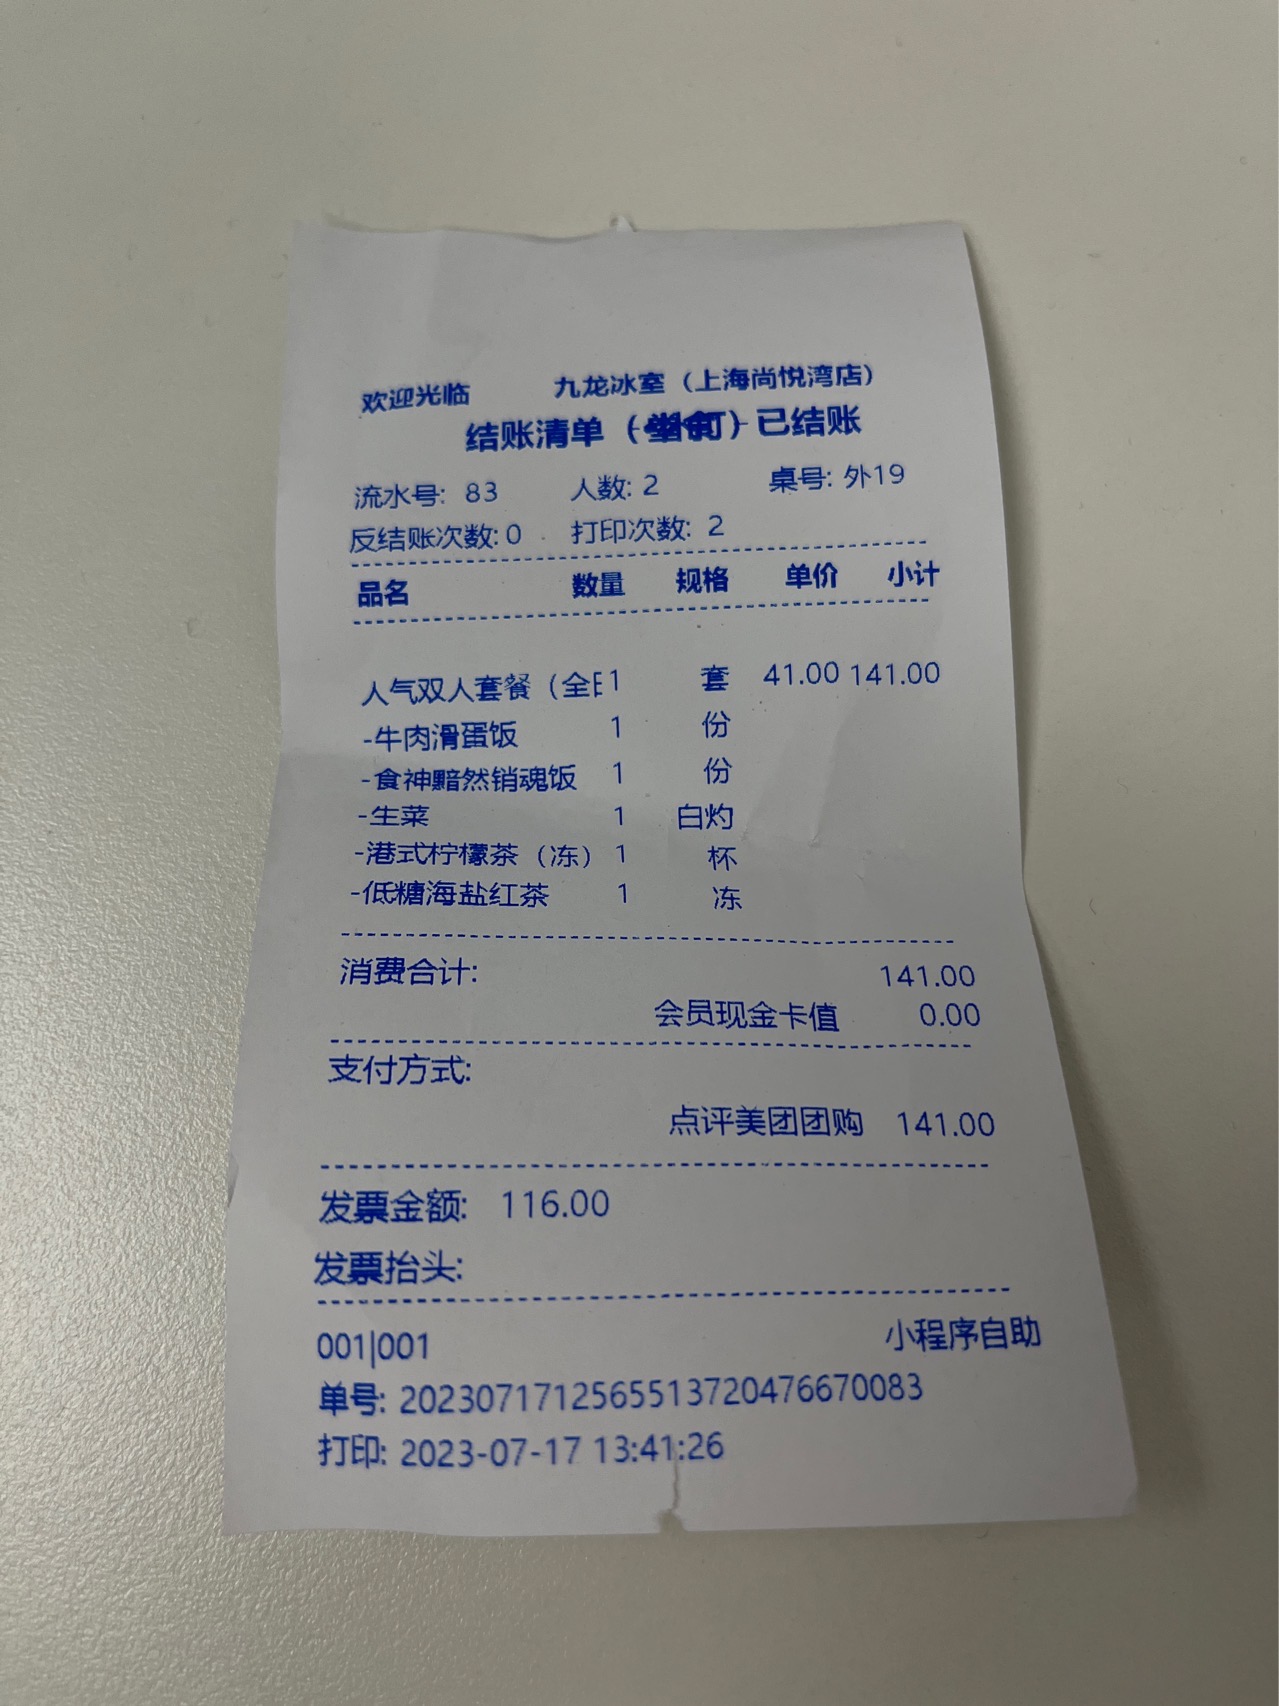 欢迎光临 九龙冰室（上海尚悦湾店）
结账清单（堂食）已结账
流水号: 83 人数: 2 桌号: 外19
反结账次数: 0 打印次数: 2
品名 数量 规格 单价 小计
人气双人套餐（全 1 套 41.00 141.00
-牛肉滑蛋饭 1 份
-食神黯然销魂饭 1 份
-生菜 1 白灼
-港式柠檬茶（冻） 1 杯
-低糖海盐红茶 1 冻
消费合计: 141.00
会员现金卡值 0.00
支付方式:
点评美团团购 141.00
发票金额: 116.00
发票抬头:
001|001 小程序自助
单号: 2023071712565513720476670083
打印: 2023-07-17 13:41:26